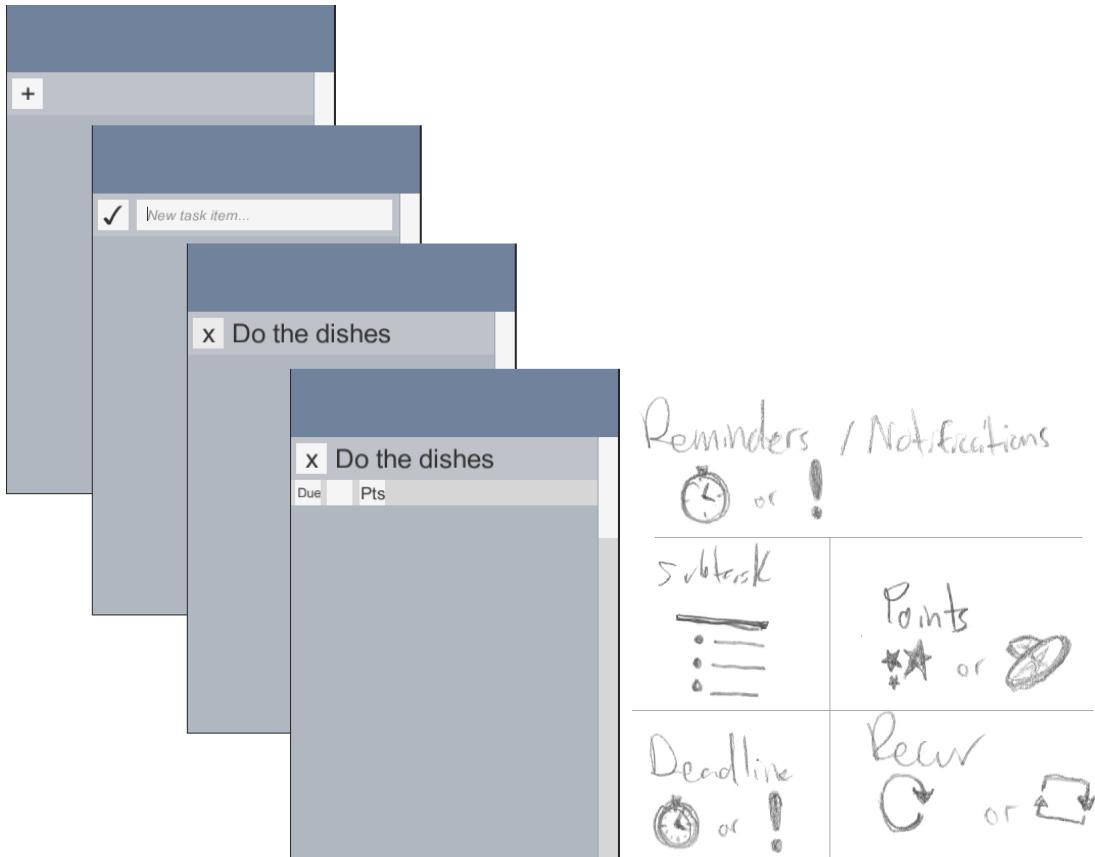 +
✓ New task item...
x Do the dishes
x Do the dishes
Due Pts
Reminders / Notifications
or !
Subtask
Points
or
Deadline
or !
Recur
or